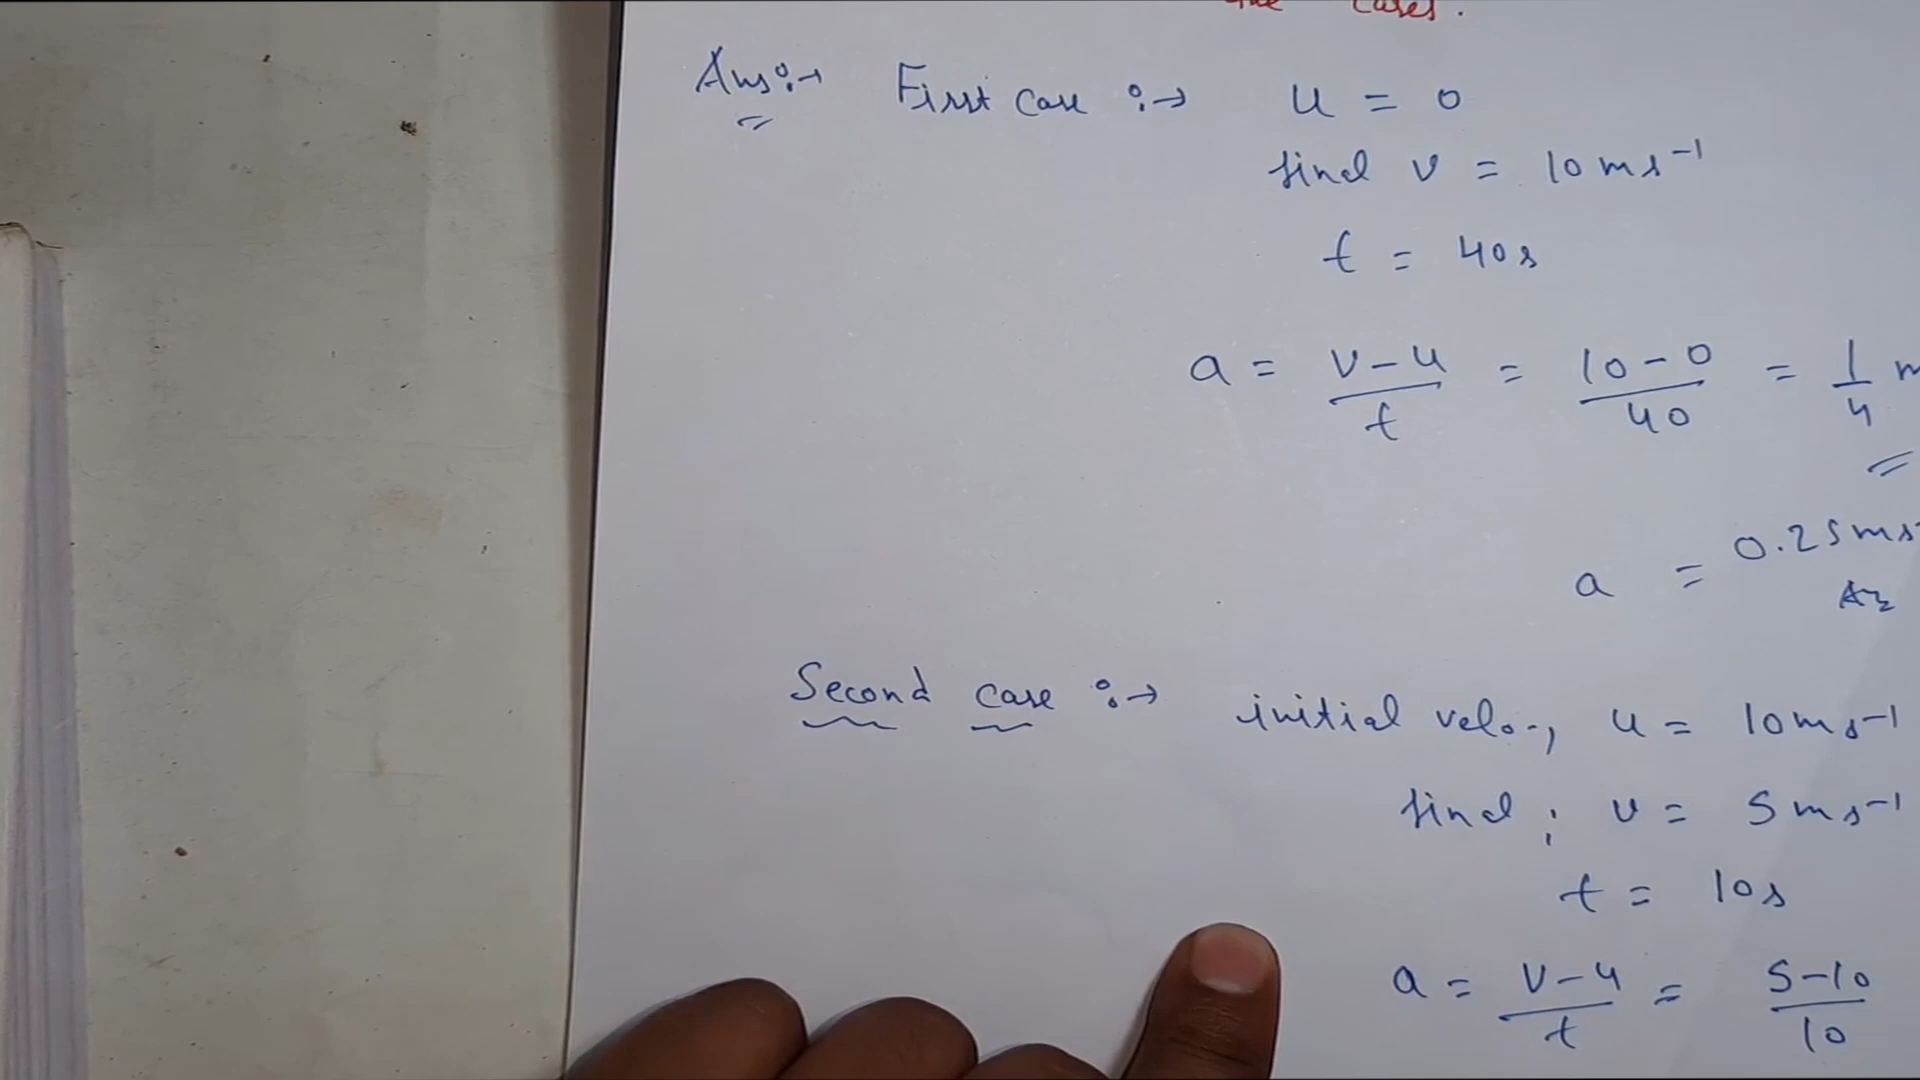 cases.
Ans:→ First case :→ u = 0
final v = 10 ms⁻¹
t = 40s
a = v-u/t = 10-0/40 = 1/4 m
a = 0.25 ms⁻
Second case :→ initial velo., u = 10 ms⁻¹
final, v = 5 ms⁻¹
t = 10s
a = v-u/t = 5-10/10